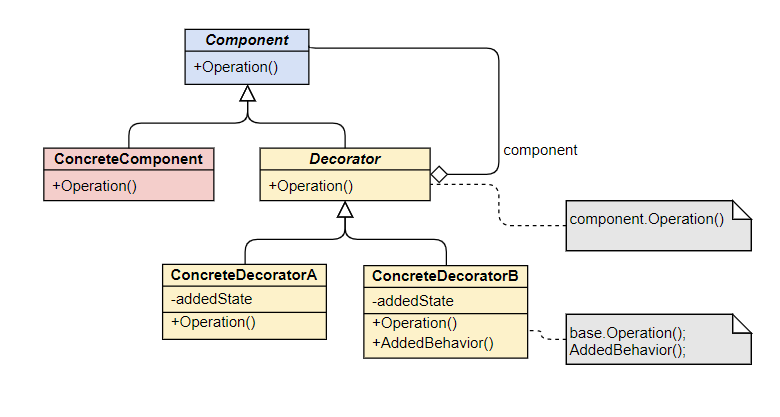 Component
+Operation()
component
ConcreteComponent
+Operation()
Decorator
+Operation()
component.Operation()
ConcreteDecoratorA
-addedState
+Operation()
ConcreteDecoratorB
-addedState
+Operation()
+AddedBehavior()
base.Operation();
AddedBehavior();